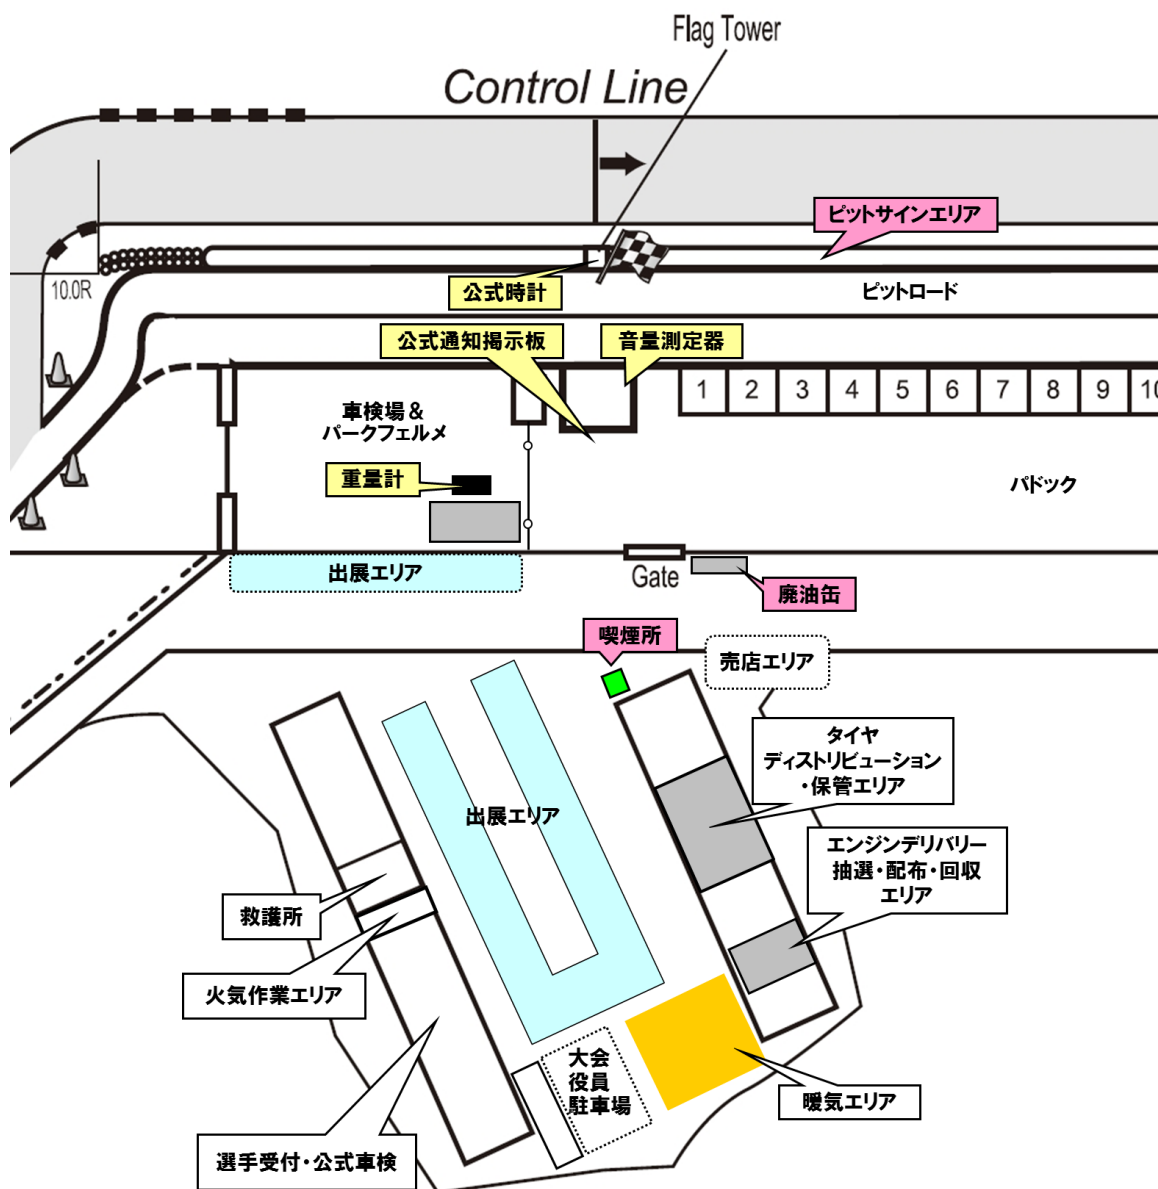 Flag Tower
Control Line
ピットサインエリア
10.0R
公式時計
ピットロード
公式通知掲示板
音量測定器
1 2 3 4 5 6 7 8 9 10
車検場&
パークフェルメ
重量計
パドック
出展エリア
Gate
廃油缶
喫煙所
売店エリア
タイヤ
ディストリビューション
・保管エリア
出展エリア
エンジンデリバリー
抽選・配布・回収
エリア
救護所
火気作業エリア
大会
役員
駐車場
暖気エリア
選手受付・公式車検